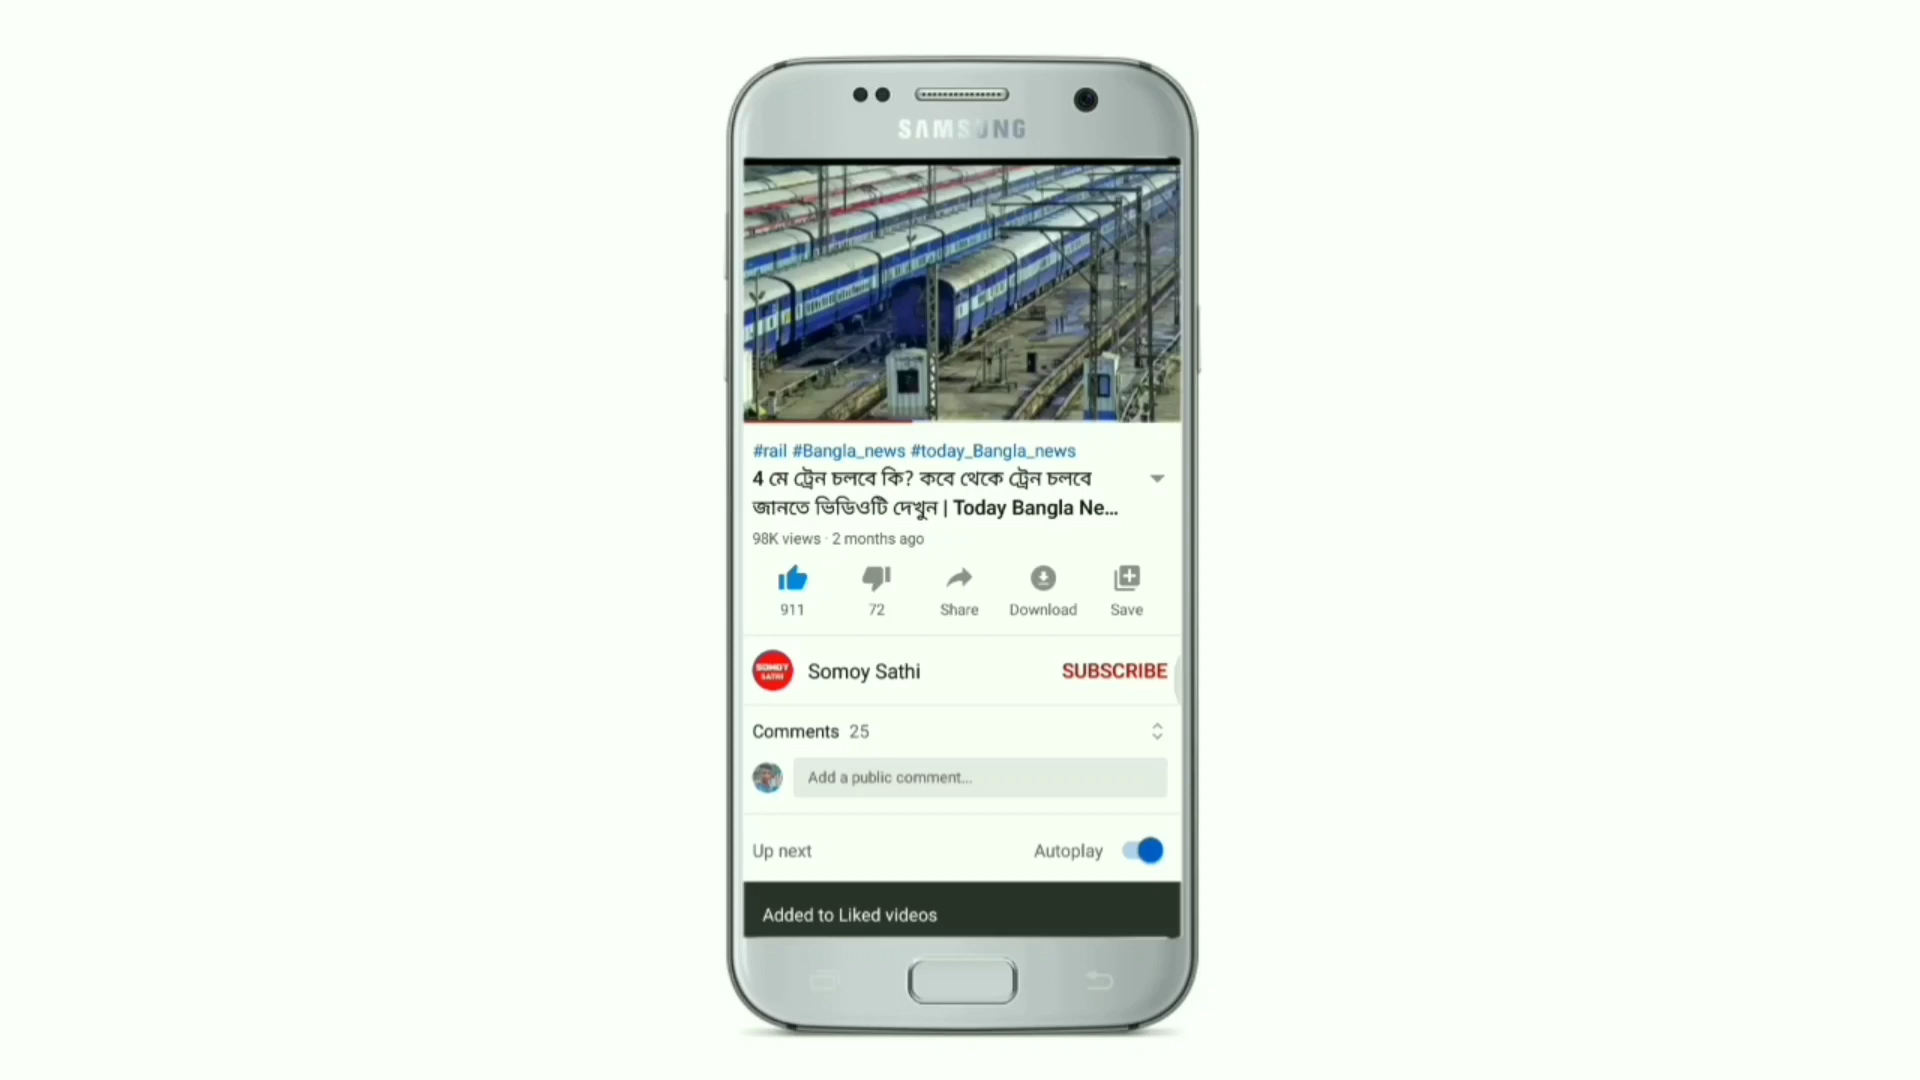 SAMSUNG
#rail #Bangla_news #today_Bangla_news
4 মে ট্রেন চলবে কি? কবে থেকে ট্রেন চলবে
জানতে ভিডিওটি দেখুন | Today Bangla Ne...
98K views · 2 months ago
911 72 Share Download Save
SOMOY
SATHI
Somoy Sathi SUBSCRIBE
Comments 25
Add a public comment...
Up next Autoplay
Added to Liked videos